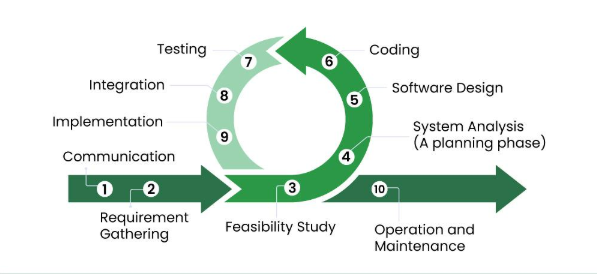 Testing
7
6
Coding
Integration
8
5
Software Design
Implementation
9
4
System Analysis
(A planning phase)
Communication
1
2
3
10
Requirement
Gathering
Feasibility Study
Operation and
Maintenance